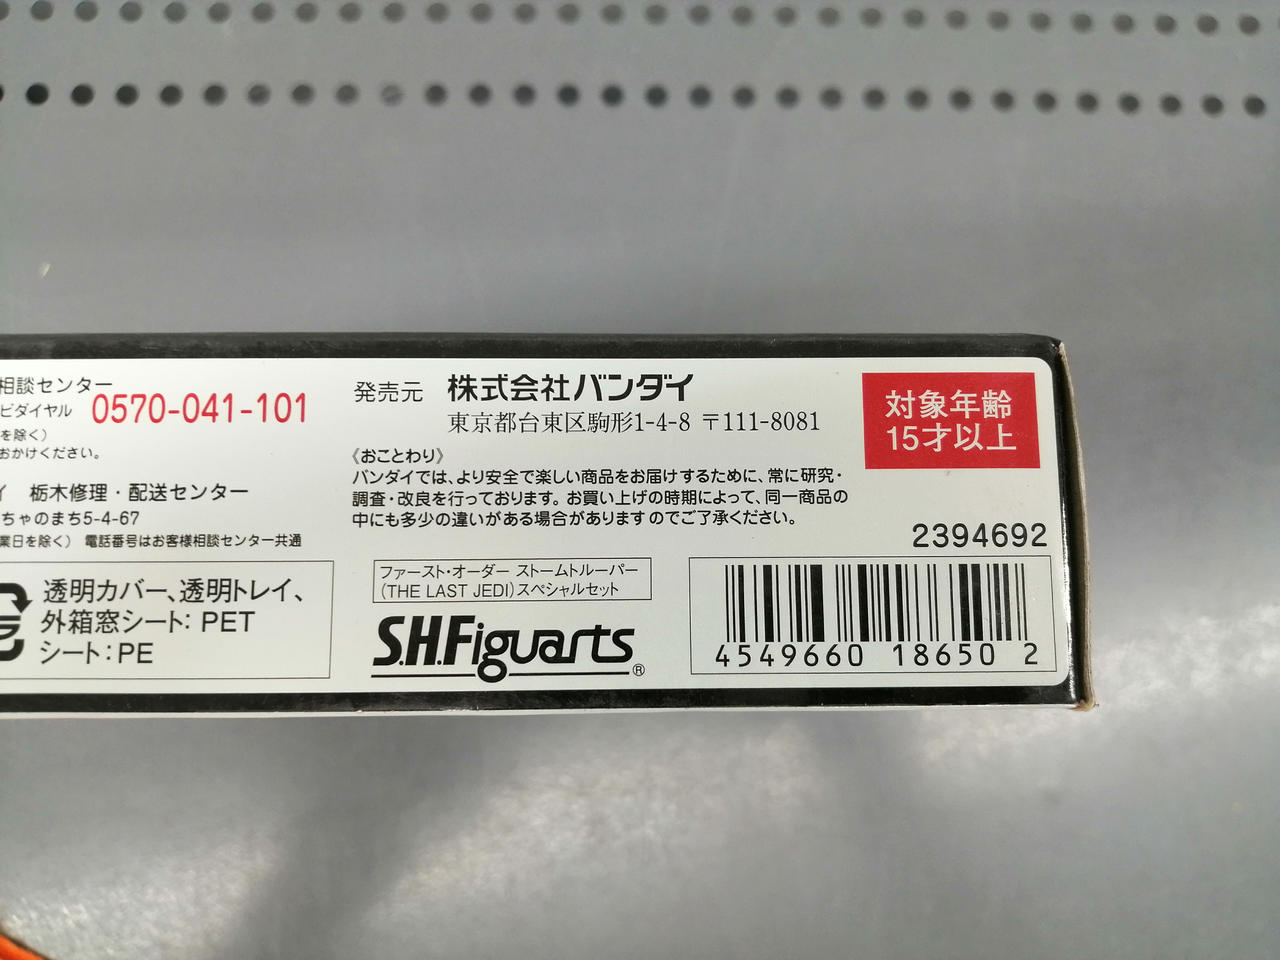 相談センター
ビダイヤル 0570-041-101
を除く）
おかけください。
イ 栃木修理・配送センター
ちゃのまち5-4-67
業日を除く） 電話番号はお客様相談センター共通
透明カバー、透明トレイ、
外箱窓シート：PET
シート：PE
発売元 株式会社バンダイ
東京都台東区駒形1-4-8 〒111-8081
《おことわり》
バンダイでは、より安全で楽しい商品をお届けするために、常に研究・
調査・改良を行っております。お買い上げの時期によって、同一商品の
中にも多少の違いがある場合がありますのでご了承ください。
ファースト・オーダー ストームトルーパー
（THE LAST JEDI）スペシャルセット
S.H.Figuarts®
対象年齢
15才以上
2394692
4549660 18650 2